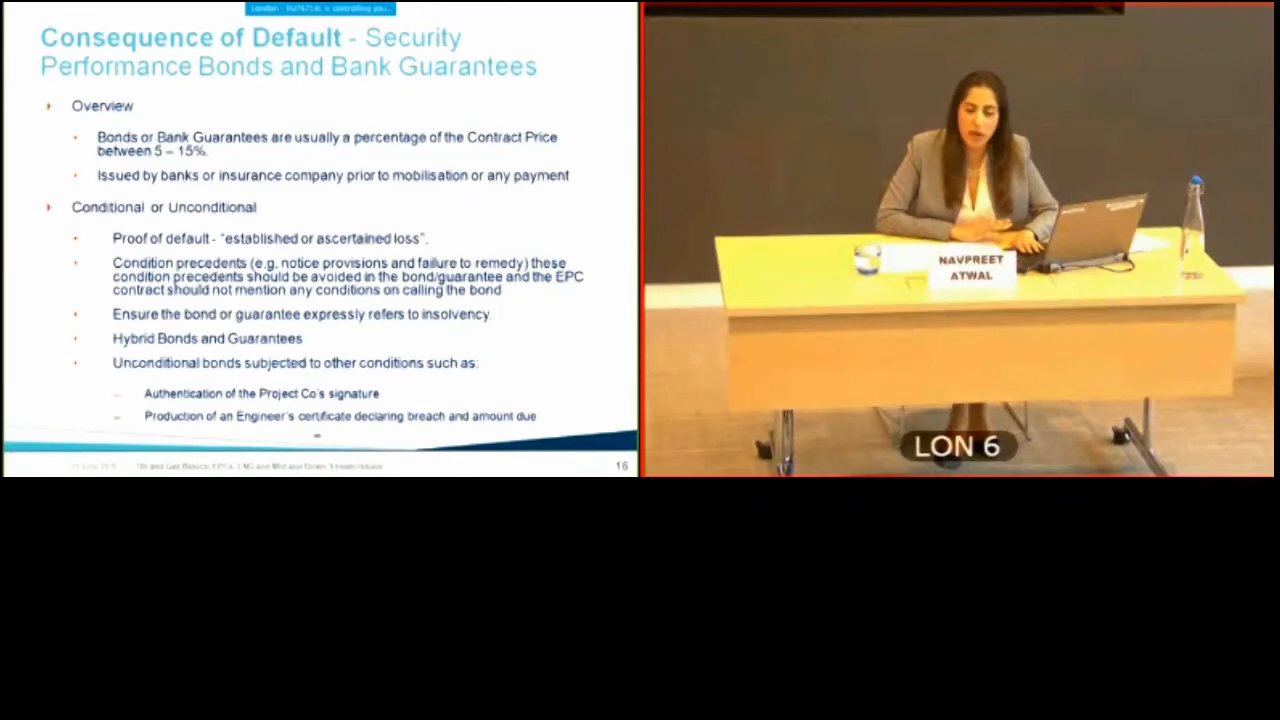 Consequence of Default - Security
Performance Bonds and Bank Guarantees
Overview
Bonds or Bank Guarantees are usually a percentage of the Contract Price
between 5 – 15%.
Issued by banks or insurance company prior to mobilisation or any payment
Conditional or Unconditional
Proof of default - “established or ascertained loss”.
Condition precedents (e.g. notice provisions and failure to remedy) these
condition precedents should be avoided in the bond/guarantee and the EPC
contract should not mention any conditions on calling the bond
Ensure the bond or guarantee expressly refers to insolvency.
Hybrid Bonds and Guarantees
Unconditional bonds subjected to other conditions such as:
Authentication of the Project Co’s signature
Production of an Engineer’s certificate declaring breach and amount due
16
NAVPREET
ATWAL
LON 6